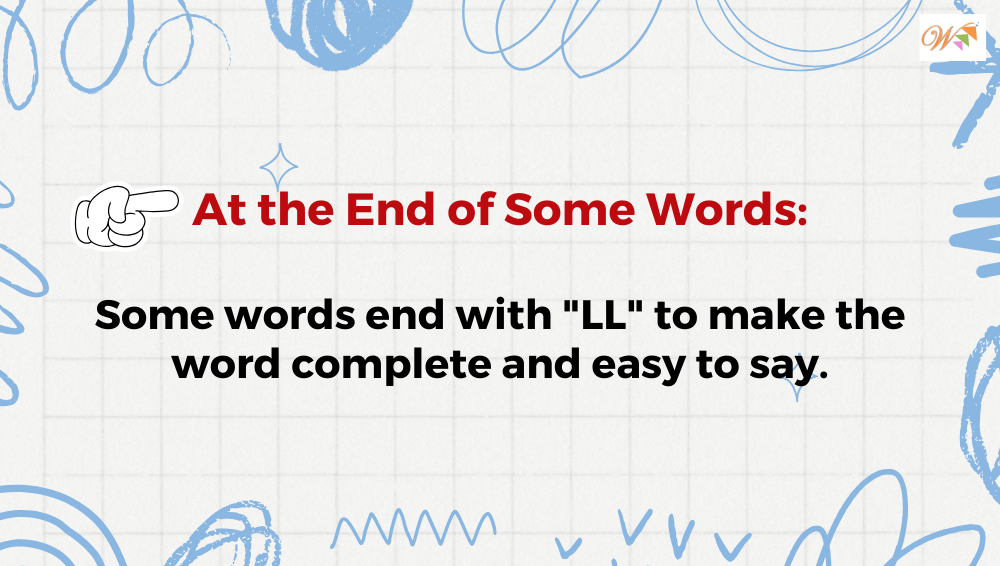 At the End of Some Words:
Some words end with "LL" to make the
word complete and easy to say.